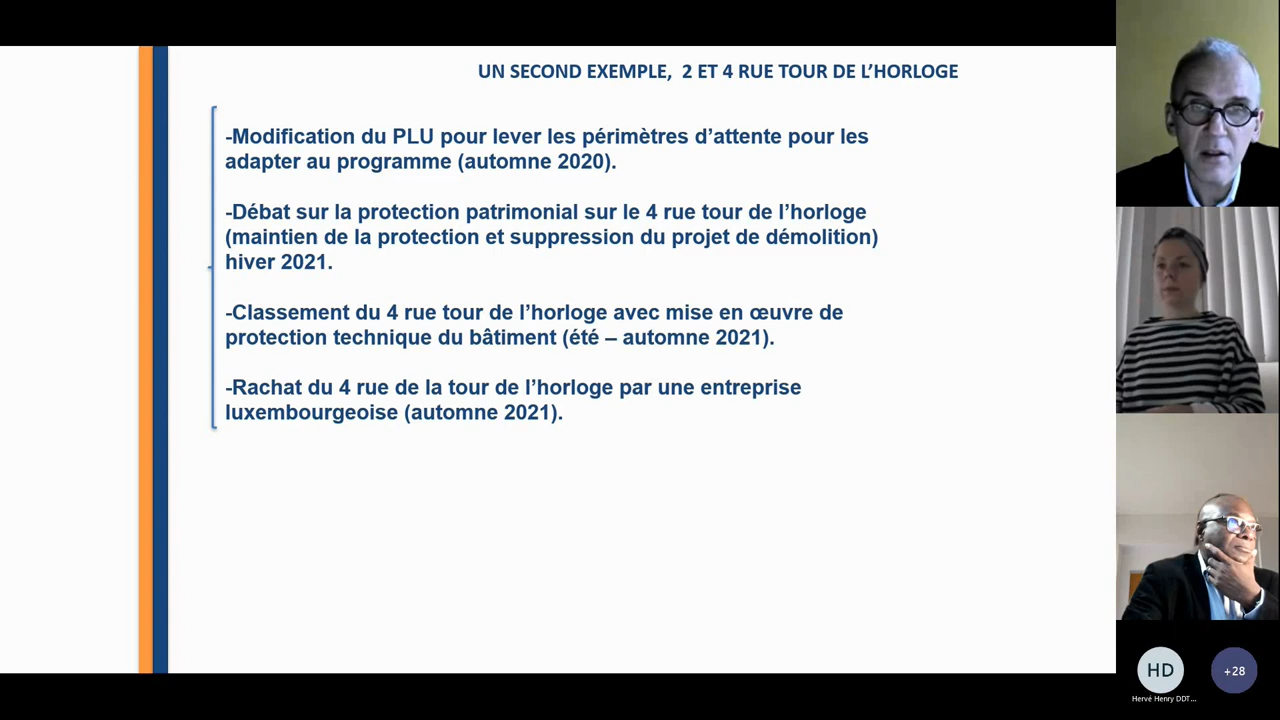 UN SECOND EXEMPLE, 2 ET 4 RUE TOUR DE L’HORLOGE
-Modification du PLU pour lever les périmètres d’attente pour les
adapter au programme (automne 2020).
-Débat sur la protection patrimonial sur le 4 rue tour de l’horloge
(maintien de la protection et suppression du projet de démolition)
hiver 2021.
-Classement du 4 rue tour de l’horloge avec mise en œuvre de
protection technique du bâtiment (été – automne 2021).
-Rachat du 4 rue de la tour de l’horloge par une entreprise
luxembourgeoise (automne 2021).
HD
+28
Hervé Henry DDT...